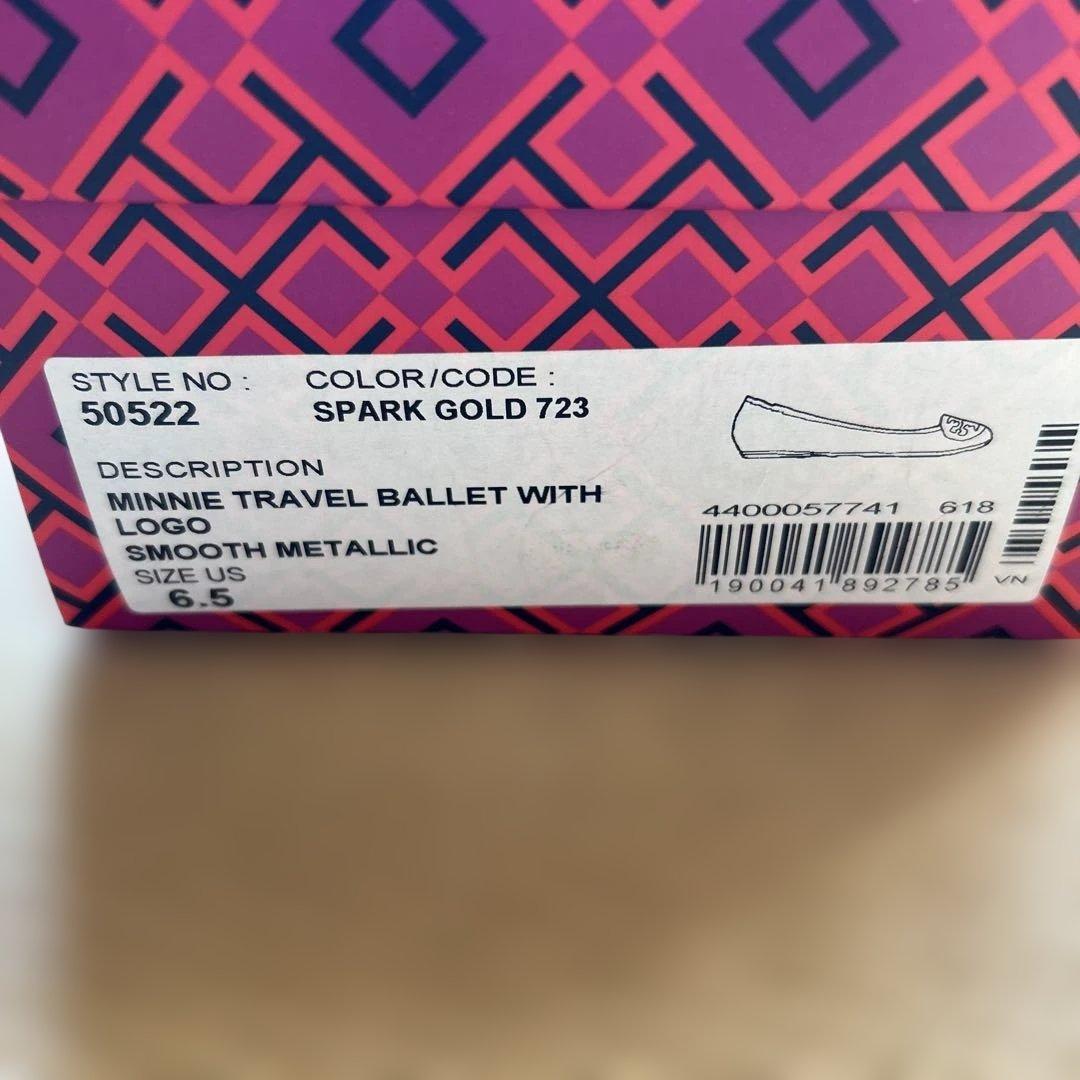 STYLE NO : COLOR/CODE :
50522 SPARK GOLD 723
DESCRIPTION
MINNIE TRAVEL BALLET WITH
LOGO
SMOOTH METALLIC
SIZE US
6.5
4400057741 618
190041892785
VN